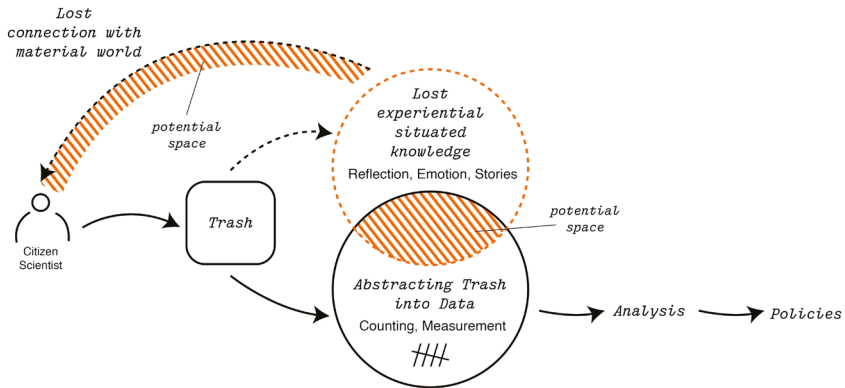 Lost
connection with
material world
potential
space
Lost
experiential
situated
knowledge
Reflection, Emotion, Stories
Trash
Citizen
Scientist
potential
space
Abstracting Trash
into Data
Counting, Measurement
Analysis
Policies